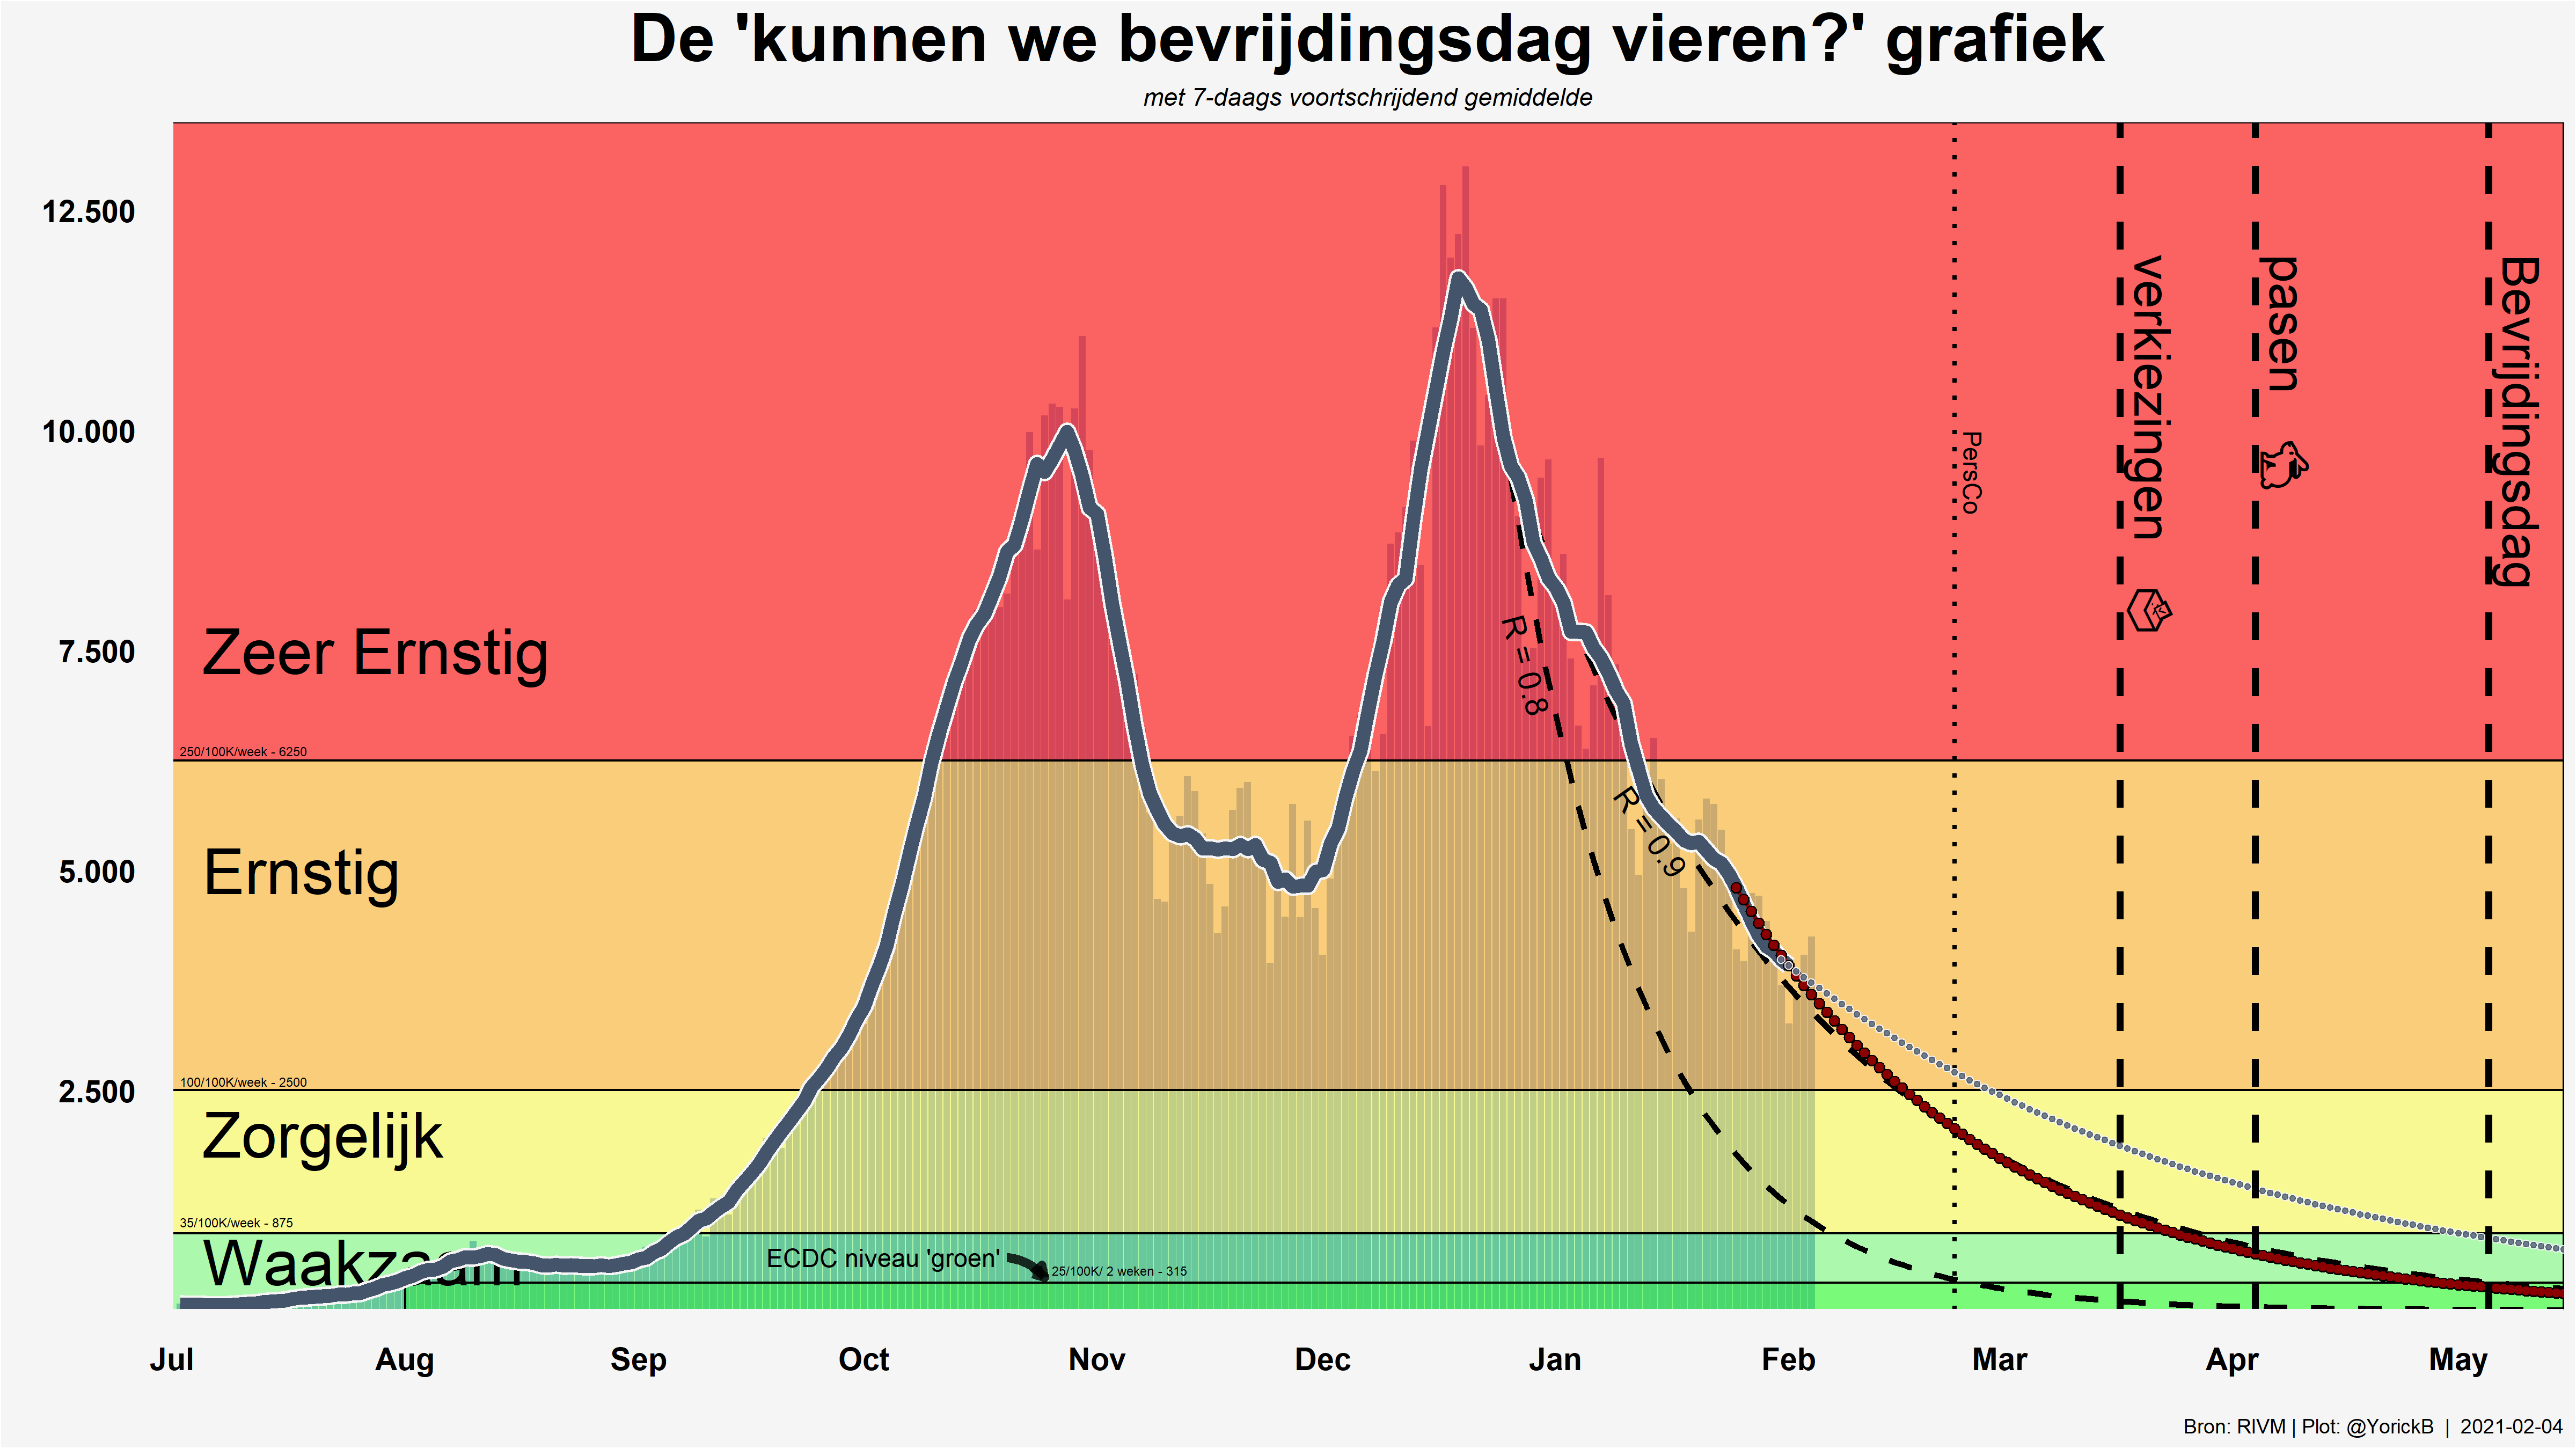 De 'kunnen we bevrijdingsdag vieren?' grafiek
met 7-daags voortschrijdend gemiddelde
12.500
10.000
7.500
5.000
2.500
Zeer Ernstig
250/100K/week - 6250
Ernstig
100/100K/week - 2500
Zorgelijk
35/100K/week - 875
Waakzaam
ECDC niveau 'groen'
25/100K/ 2 weken - 315
R =0.8
R =0.9
PersCo
verkiezingen
pasen
Bevrijdingsdag
Jul
Aug
Sep
Oct
Nov
Dec
Jan
Feb
Mar
Apr
May
Bron: RIVM | Plot: @YorickB | 2021-02-04